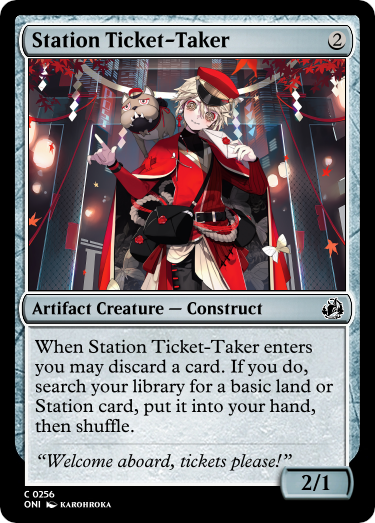 Station Ticket-Taker 2
Artifact Creature — Construct
When Station Ticket-Taker enters
you may discard a card. If you do,
search your library for a basic land or
Station card, put it into your hand,
then shuffle.
“Welcome aboard, tickets please!”
2/1
C 0256
ONI KAROHROKA